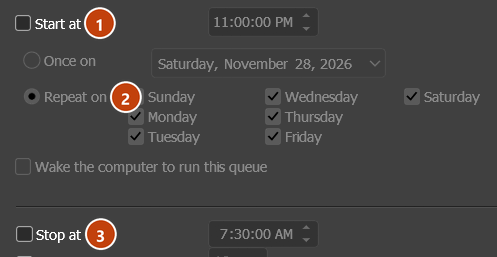 Start at 1 11:00:00 PM
Once on Saturday, November 28, 2026
Repeat on 2 Sunday Wednesday Saturday
Monday Thursday
Tuesday Friday
Wake the computer to run this queue
Stop at 3 7:30:00 AM